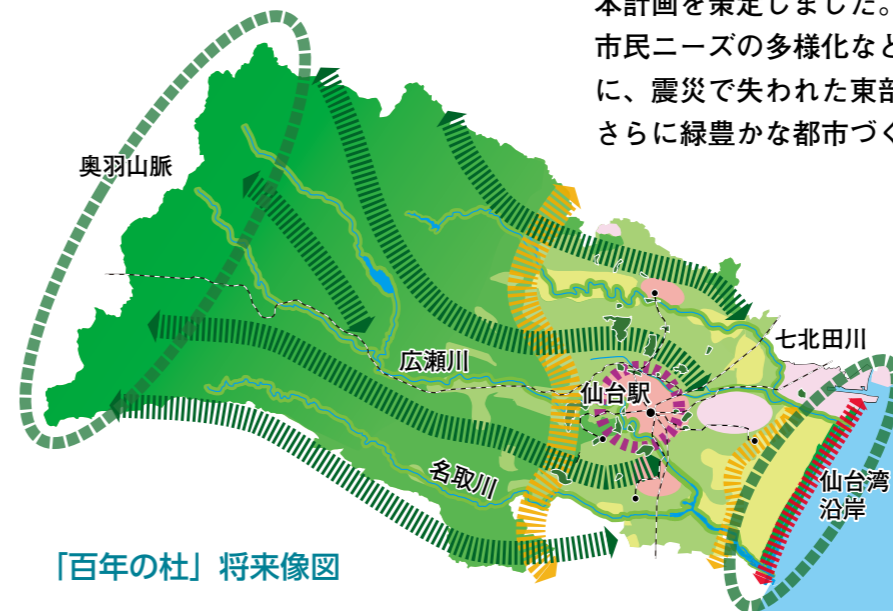 本計画を策定しました。
市民ニーズの多様化など
に、震災で失われた東部
さらに緑豊かな都市づく
奥羽山脈
七北田川
広瀬川
仙台駅
名取川
仙台湾
沿岸
「百年の杜」将来像図